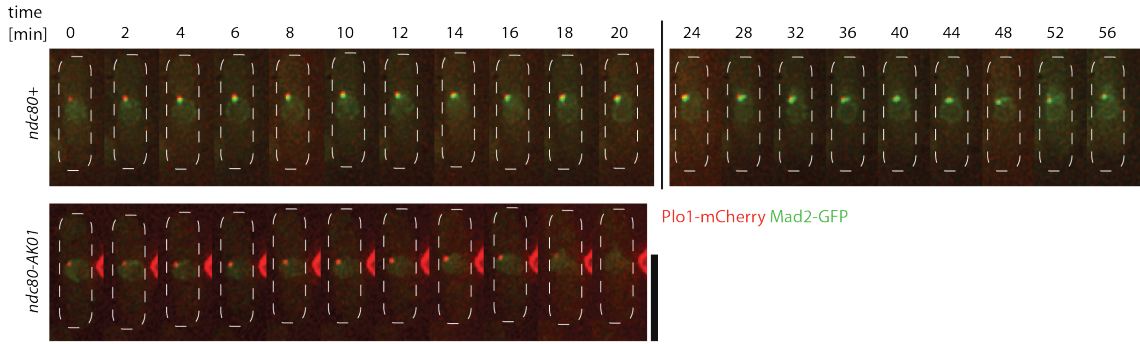 time
[min] 0 2 4 6 8 10 12 14 16 18 20 24 28 32 36 40 44 48 52 56
ndc80+
ndc80-AK01
Plo1-mCherry Mad2-GFP